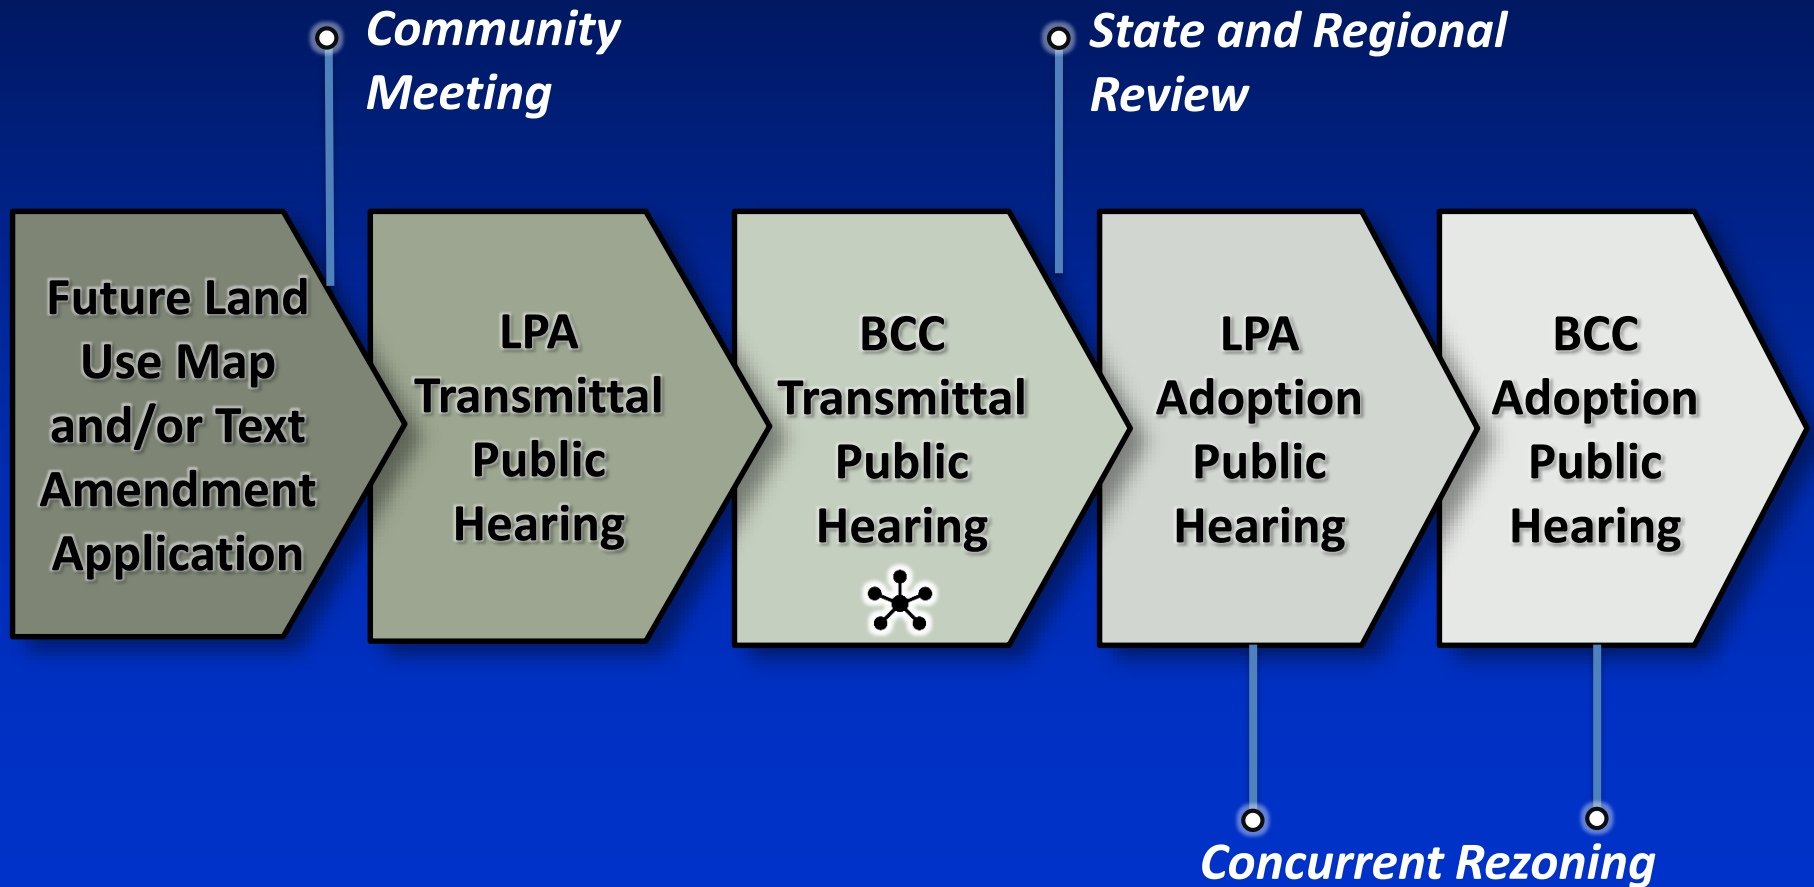 Community
Meeting
State and Regional
Review
Future Land
Use Map
and/or Text
Amendment
Application
LPA
Transmittal
Public
Hearing
BCC
Transmittal
Public
Hearing
LPA
Adoption
Public
Hearing
BCC
Adoption
Public
Hearing
Concurrent Rezoning